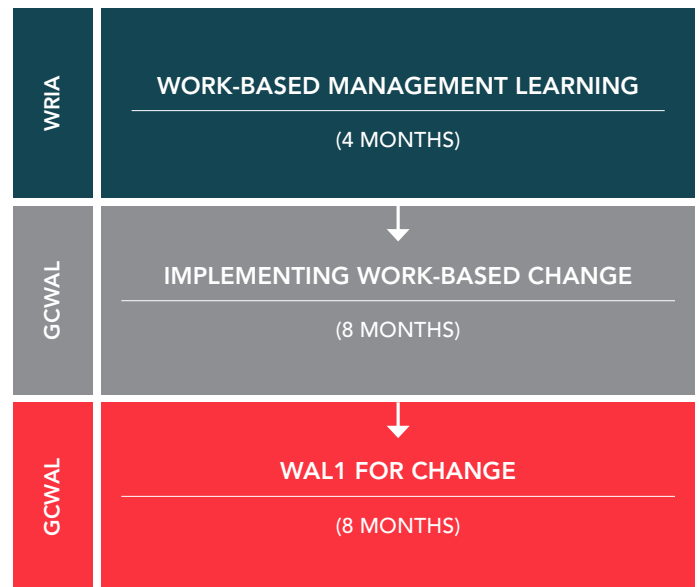 WRIA
WORK-BASED MANAGEMENT LEARNING
(4 MONTHS)
GCWAL
IMPLEMENTING WORK-BASED CHANGE
(8 MONTHS)
GCWAL
WAL1 FOR CHANGE
(8 MONTHS)